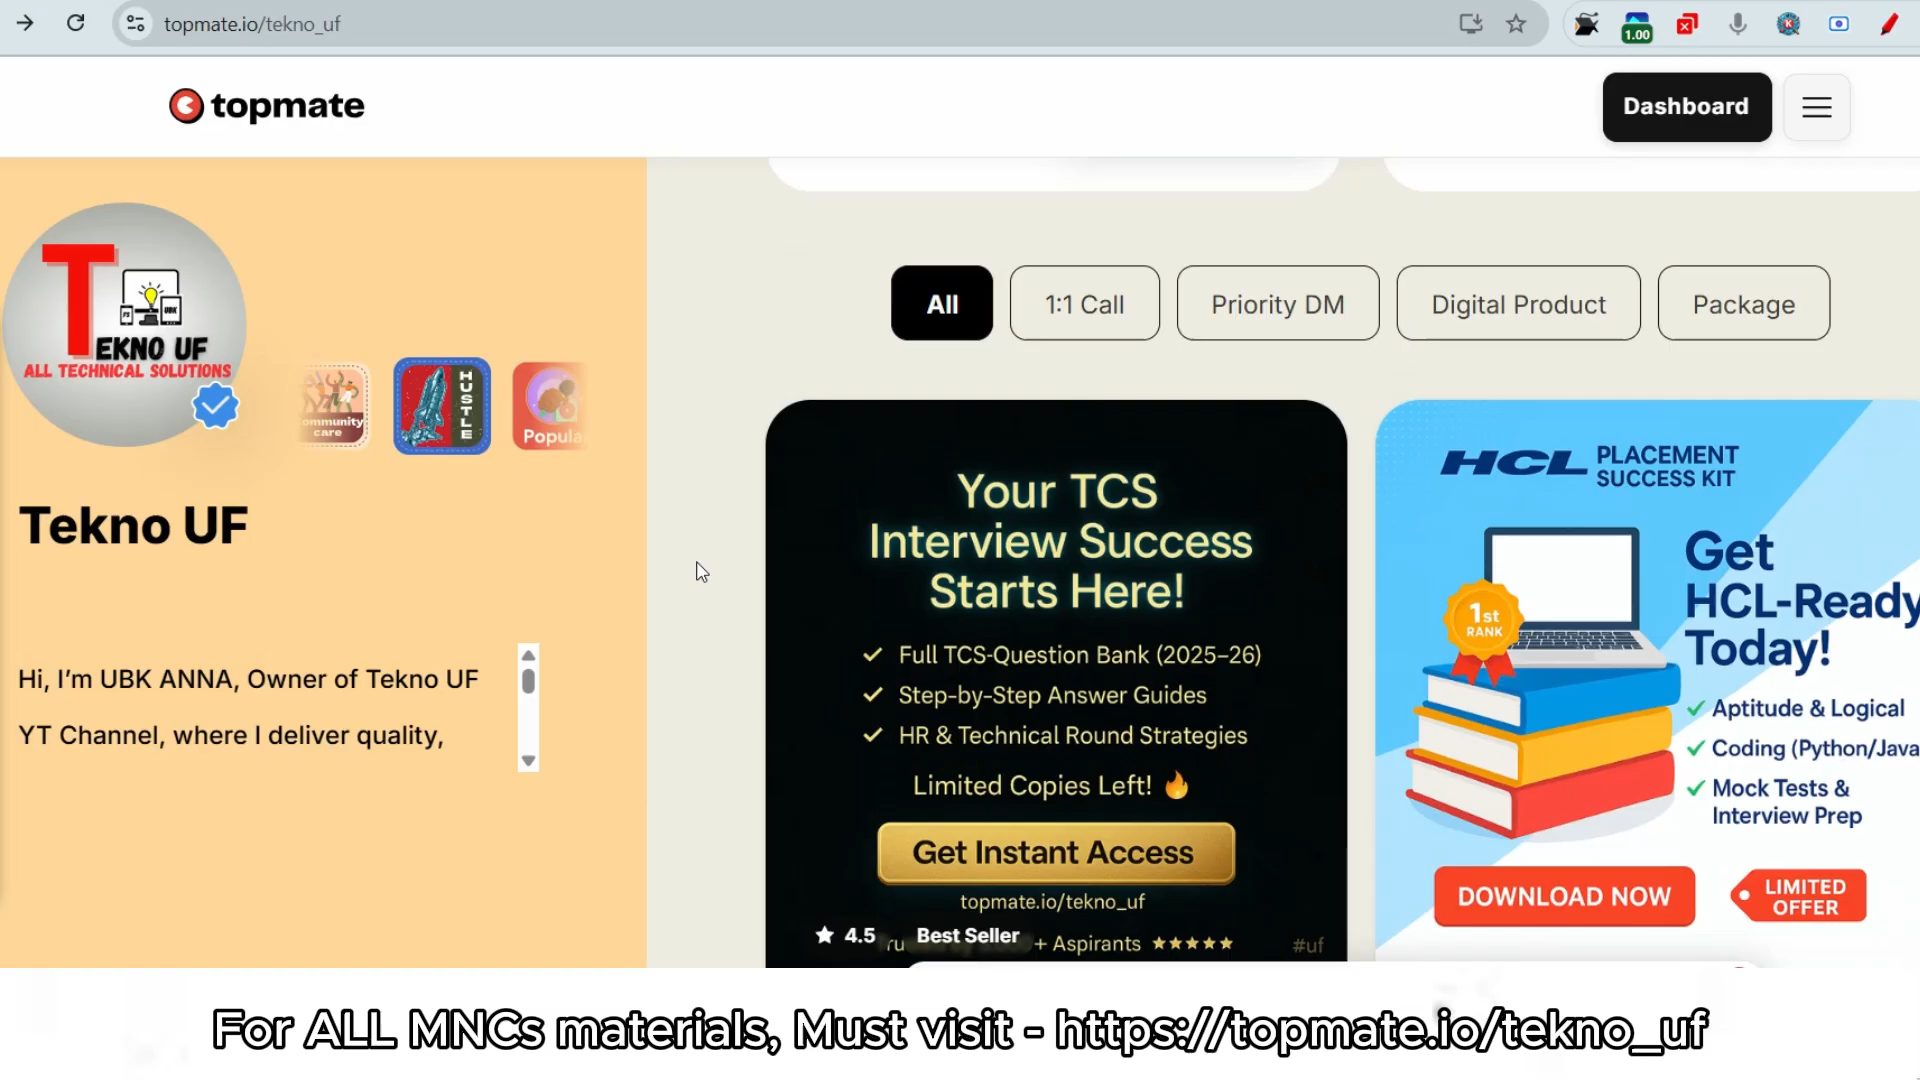 topmate.io/tekno_uf
1.00
topmate
Dashboard
T
EKNO UF
ALL TECHNICAL SOLUTIONS
UBK
ommunity
care
HUSTLE
Popula
Tekno UF
Hi, I'm UBK ANNA, Owner of Tekno UF
YT Channel, where I deliver quality,
All
1:1 Call
Priority DM
Digital Product
Package
Your TCS
Interview Success
Starts Here!
Full TCS-Question Bank (2025–26)
Step-by-Step Answer Guides
HR & Technical Round Strategies
Limited Copies Left!
Get Instant Access
topmate.io/tekno_uf
4.5
Best Seller
+ Aspirants
#uf
HCL PLACEMENT
SUCCESS KIT
Get
HCL-Ready
Today!
1st
RANK
Aptitude & Logical
Coding (Python/Java
Mock Tests &
Interview Prep
DOWNLOAD NOW
LIMITED
OFFER
For ALL MNCs materials, Must visit - https://topmate.io/tekno_uf